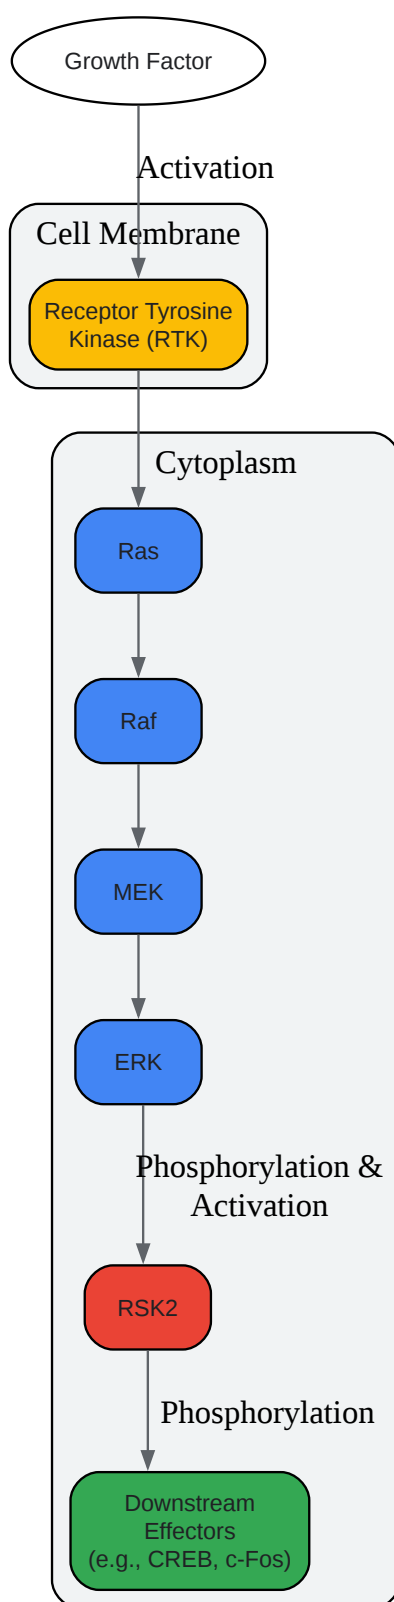 Growth Factor
Activation
Cell Membrane
Receptor Tyrosine
Kinase (RTK)
Cytoplasm
Ras
Raf
MEK
ERK
Phosphorylation &
Activation
RSK2
Phosphorylation
Downstream
Effectors
(e.g., CREB, c-Fos)